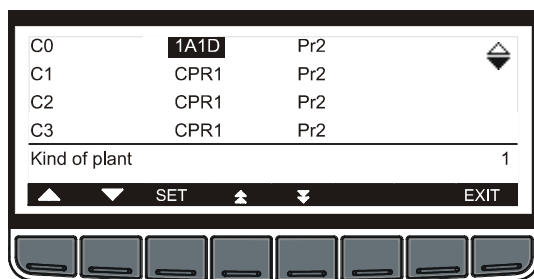 C0 1A1D Pr2
C1 CPR1 Pr2
C2 CPR1 Pr2
C3 CPR1 Pr2
Kind of plant 1
SET EXIT